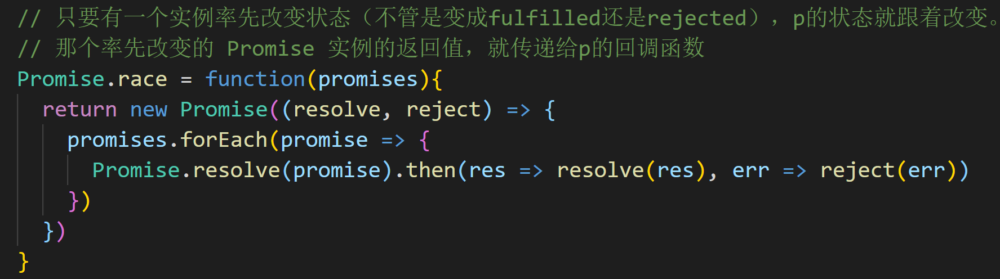 // 只要有一个实例率先改变状态（不管是变成fulfilled还是rejected），p的状态就跟着改变。
// 那个率先改变的 Promise 实例的返回值，就传递给p的回调函数
Promise.race = function(promises){
  return new Promise((resolve, reject) => {
    promises.forEach(promise => {
      Promise.resolve(promise).then(res => resolve(res), err => reject(err))
    })
  })
}